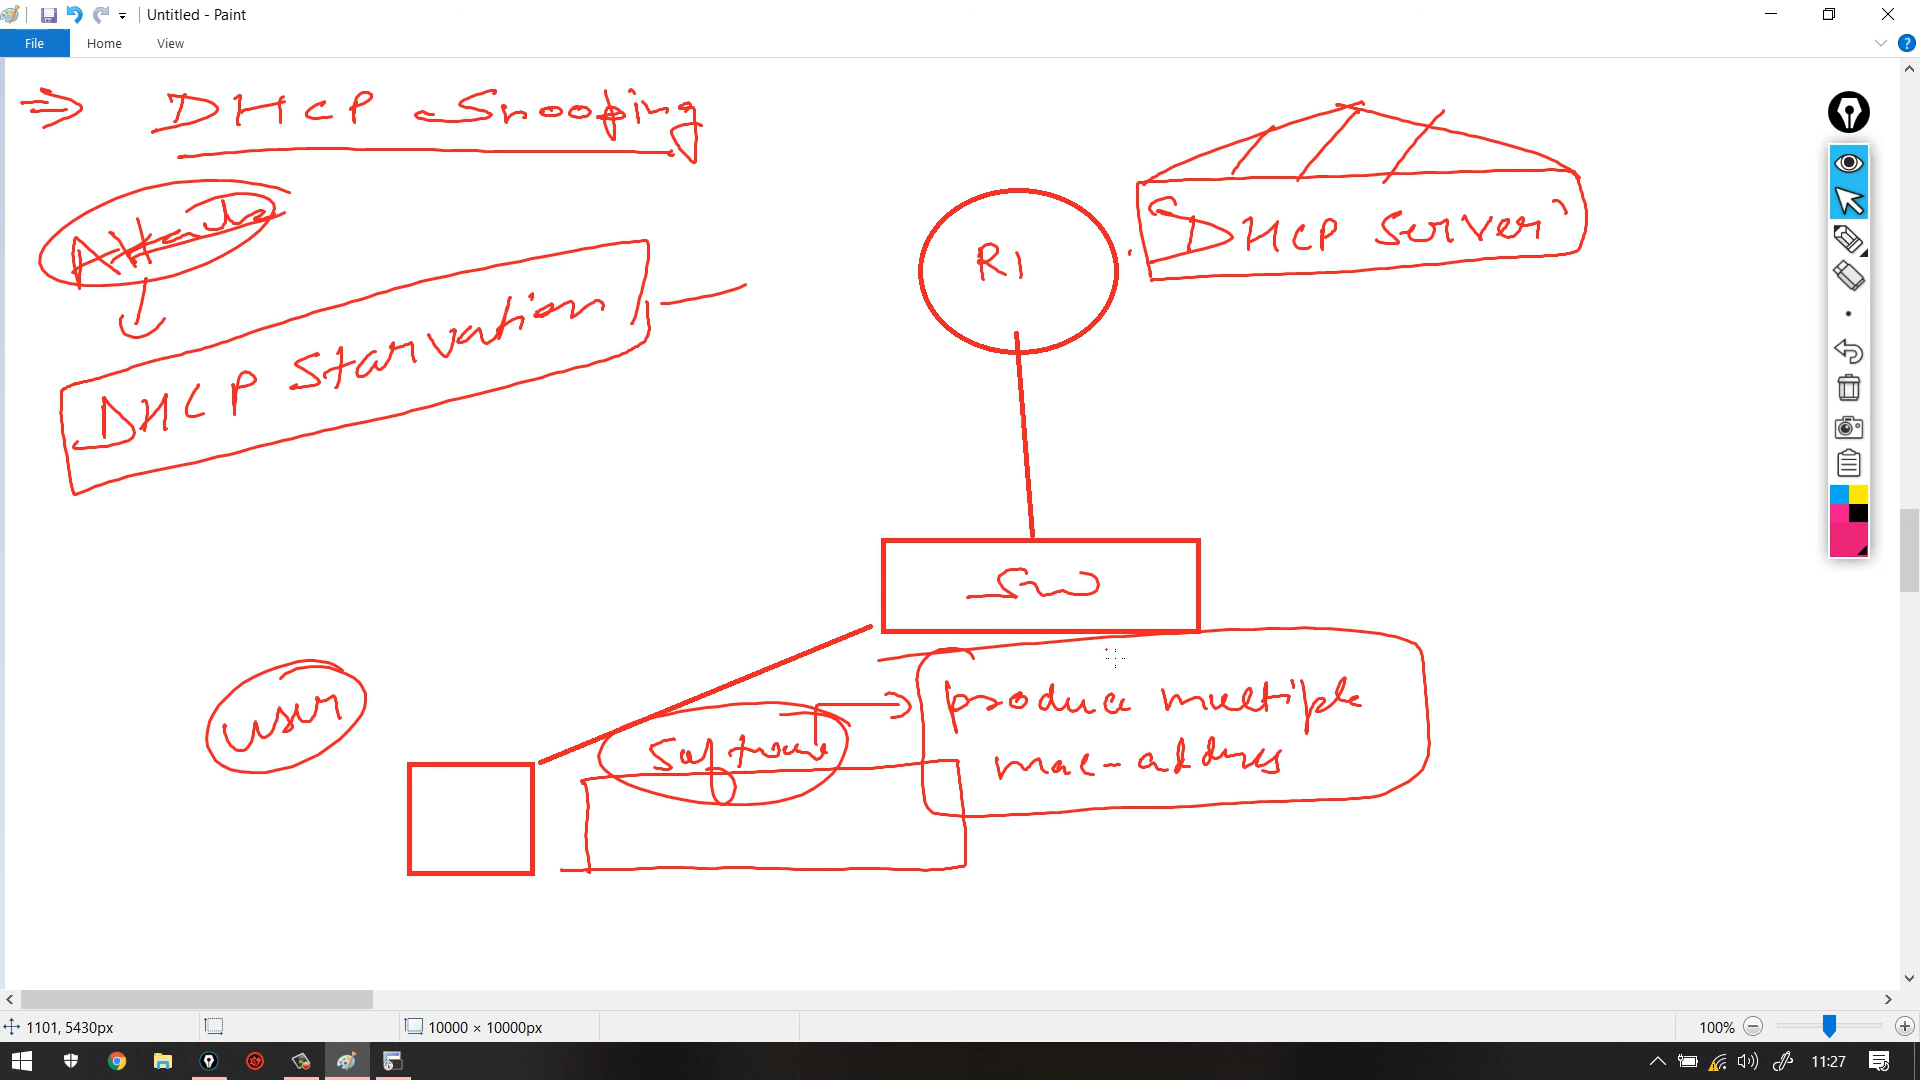 Untitled - Paint
File Home View
⇒ DHCP Snooping
Attack
DHCP Starvation
R1
"DHCP Server"
SW
user
Software
produce multiple
mac-address
1101, 5430px
10000 × 10000px
100%
11:27